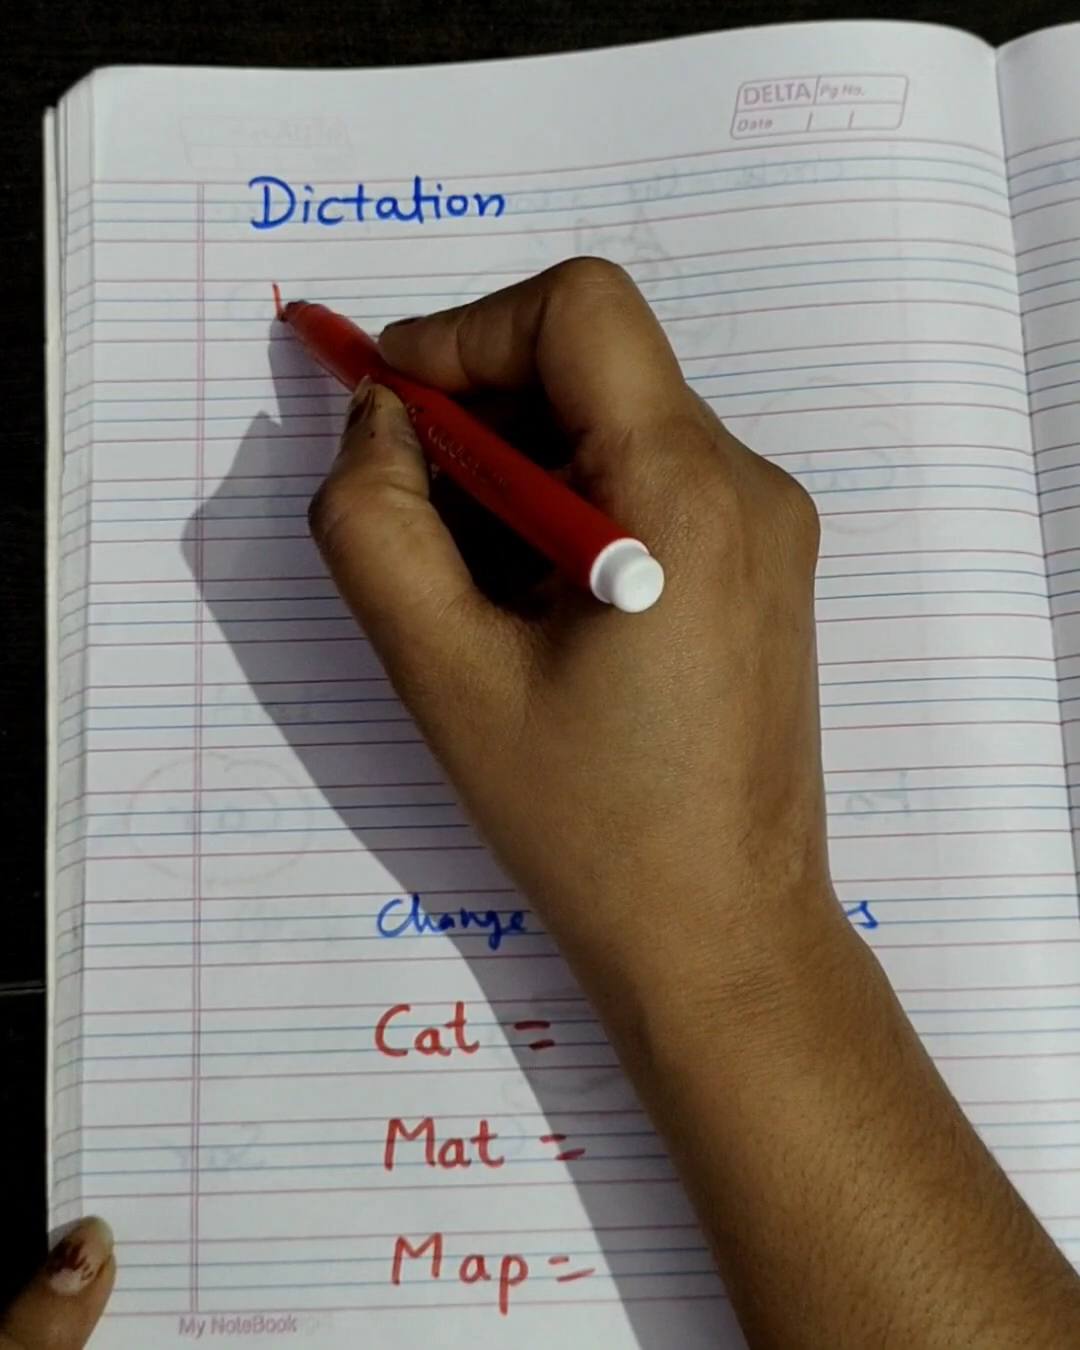 DELTA Pg No.
Date / /
Dictation
Change
Cat =
Mat =
Map =
My NoteBook